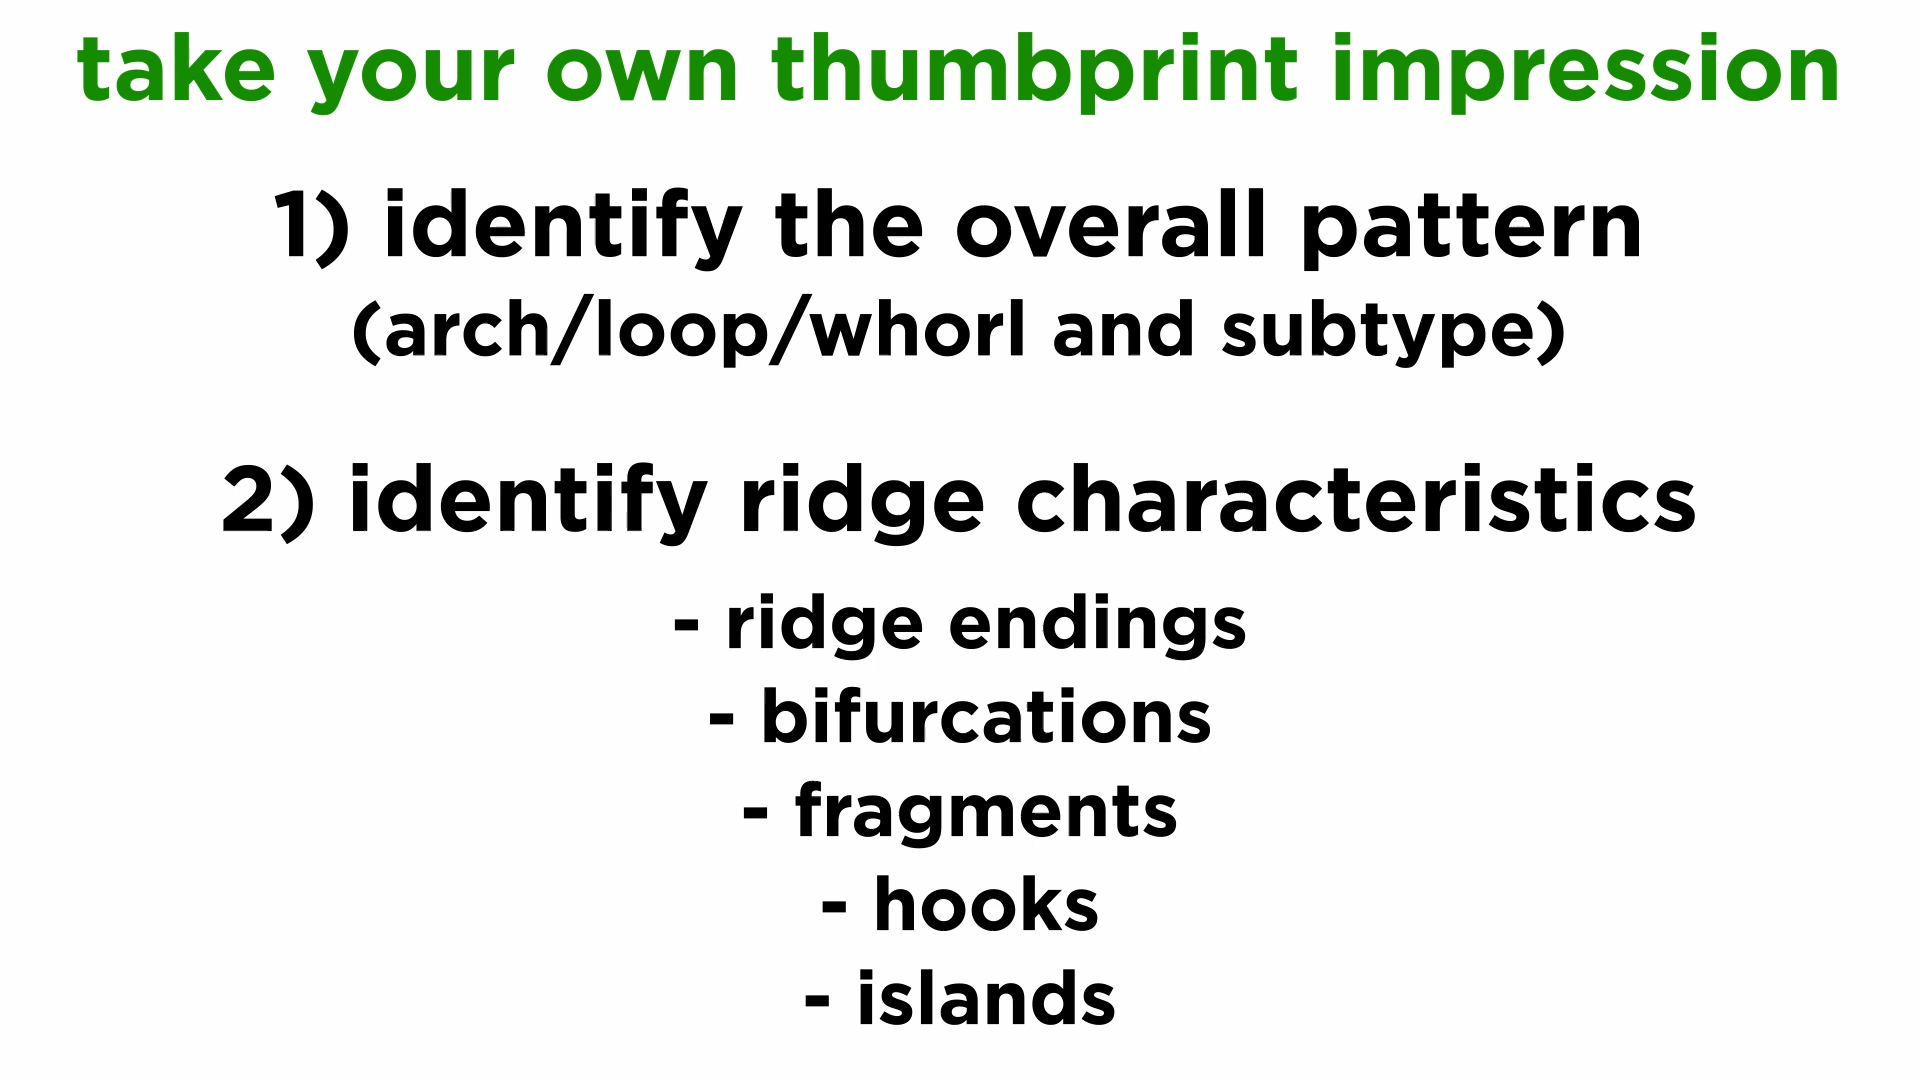 take your own thumbprint impression
1) identify the overall pattern
(arch/loop/whorl and subtype)
2) identify ridge characteristics
- ridge endings
- bifurcations
- fragments
- hooks
- islands